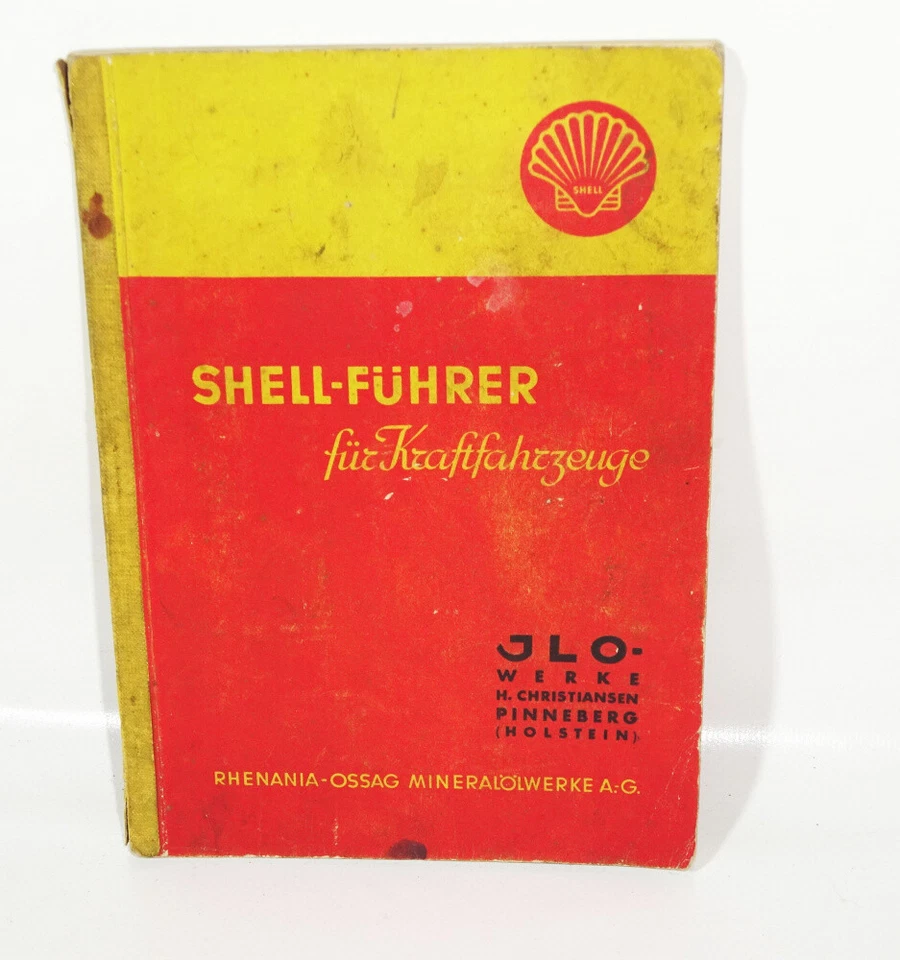 SHELL
SHELL-FÜHRER
für Kraftfahrzeuge
JLO-
WERKE
H. CHRISTIANSEN
PINNEBERG
(HOLSTEIN)
RHENANIA-OSSAG MINERALÖLWERKE A.-G.